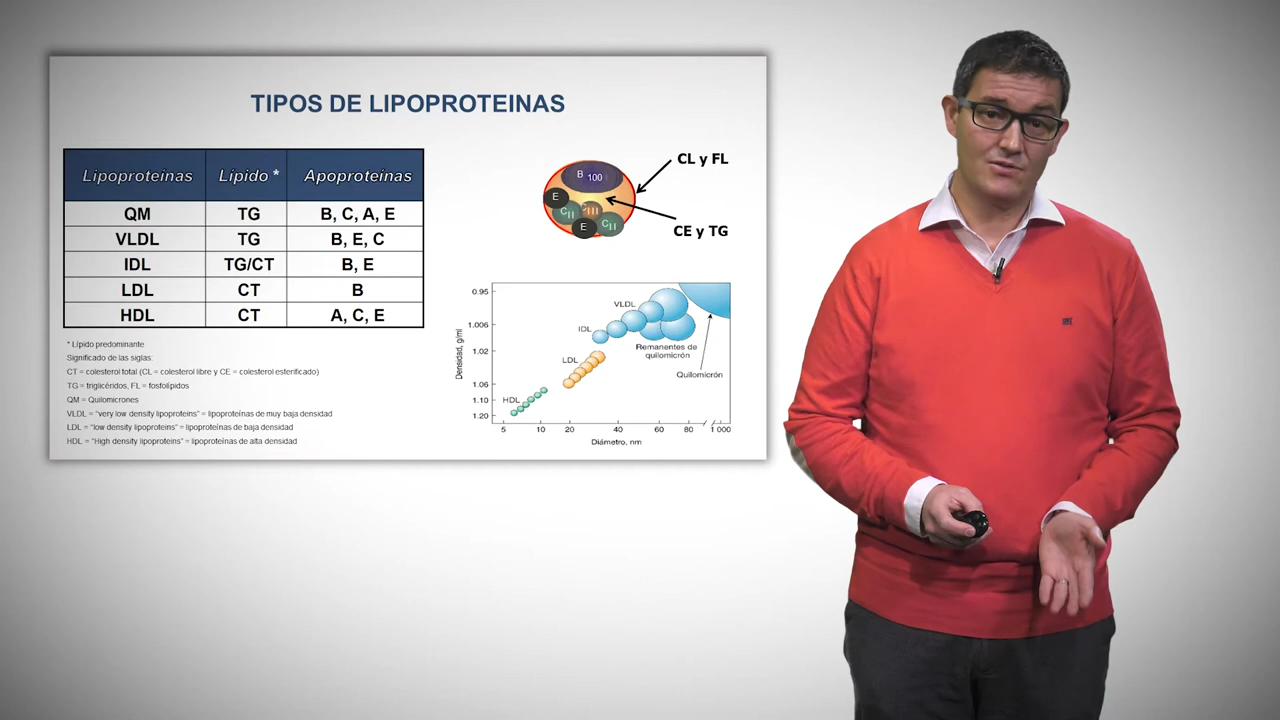 TIPOS DE LIPOPROTEINAS
Lipoproteínas Lípido * Apoproteínas
QM TG B, C, A, E
VLDL TG B, E, C
IDL TG/CT B, E
LDL CT B
HDL CT A, C, E
* Lípido predominante
Significado de las siglas:
CT = colesterol total (CL = colesterol libre y CE = colesterol esterificado)
TG = triglicéridos, FL = fosfolípidos
QM = Quilomicrones
VLDL = "very low density lipoproteins" = lipoproteínas de muy baja densidad
LDL = "low density lipoproteins" = lipoproteínas de baja densidad
HDL = "High density lipoproteins" = lipoproteínas de alta densidad
CL y FL
B 100
E
C II
C III
C II
E
CE y TG
Densidad, g/ml
0.95
1.006
1.02
1.06
1.10
1.20
VLDL
IDL
Remanentes de
quilomicrón
LDL
Quilomicrón
HDL
5 10 20 40 60 80 1 000
Diámetro, nm